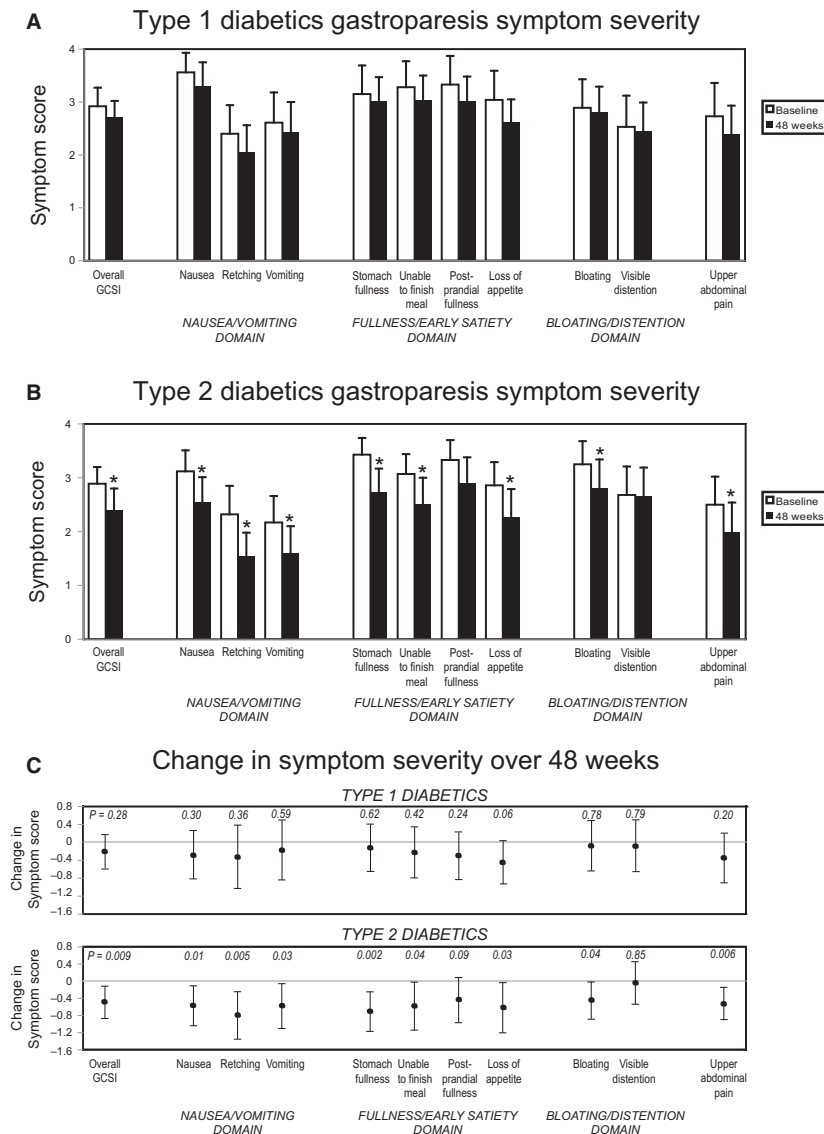 A Type 1 diabetics gastroparesis symptom severity
Symptom score
4
3
2
1
0
Baseline
48 weeks
Overall GCSI
Nausea
Retching
Vomiting
Stomach fullness
Unable to finish meal
Post-prandial fullness
Loss of appetite
Bloating
Visible distention
Upper abdominal pain
NAUSEA/VOMITING DOMAIN
FULLNESS/EARLY SATIETY DOMAIN
BLOATING/DISTENTION DOMAIN
B Type 2 diabetics gastroparesis symptom severity
Symptom score
4
3
2
1
0
* * * * * * * * *
Baseline
48 weeks
Overall GCSI
Nausea
Retching
Vomiting
Stomach fullness
Unable to finish meal
Post-prandial fullness
Loss of appetite
Bloating
Visible distention
Upper abdominal pain
NAUSEA/VOMITING DOMAIN
FULLNESS/EARLY SATIETY DOMAIN
BLOATING/DISTENTION DOMAIN
C Change in symptom severity over 48 weeks
TYPE 1 DIABETICS
Change in Symptom score
0.8
0.4
0
–0.4
–0.8
–1.2
–1.6
P = 0.28 0.30 0.36 0.59 0.62 0.42 0.24 0.06 0.78 0.79 0.20
TYPE 2 DIABETICS
Change in Symptom score
0.8
0.4
0
–0.4
–0.8
–1.2
–1.6
P = 0.009 0.01 0.005 0.03 0.002 0.04 0.09 0.03 0.04 0.85 0.006
Overall GCSI
Nausea
Retching
Vomiting
Stomach fullness
Unable to finish meal
Post-prandial fullness
Loss of appetite
Bloating
Visible distention
Upper abdominal pain
NAUSEA/VOMITING DOMAIN
FULLNESS/EARLY SATIETY DOMAIN
BLOATING/DISTENTION DOMAIN